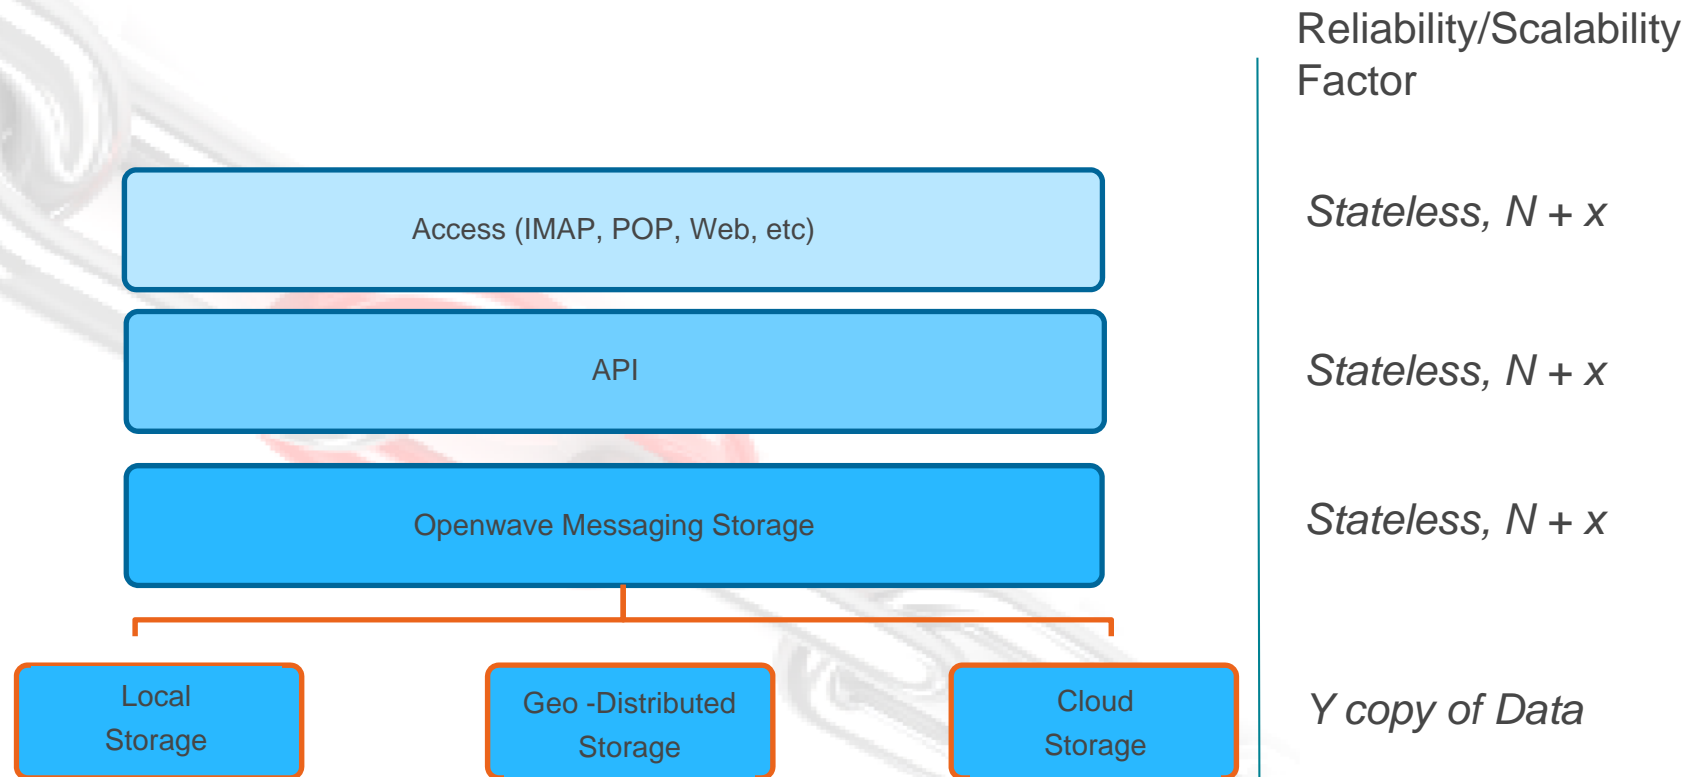 Reliability/Scalability
Factor
Access (IMAP, POP, Web, etc)
Stateless, N + x
API
Stateless, N + x
Openwave Messaging Storage
Stateless, N + x
Local
Storage
Geo -Distributed
Storage
Cloud
Storage
Y copy of Data